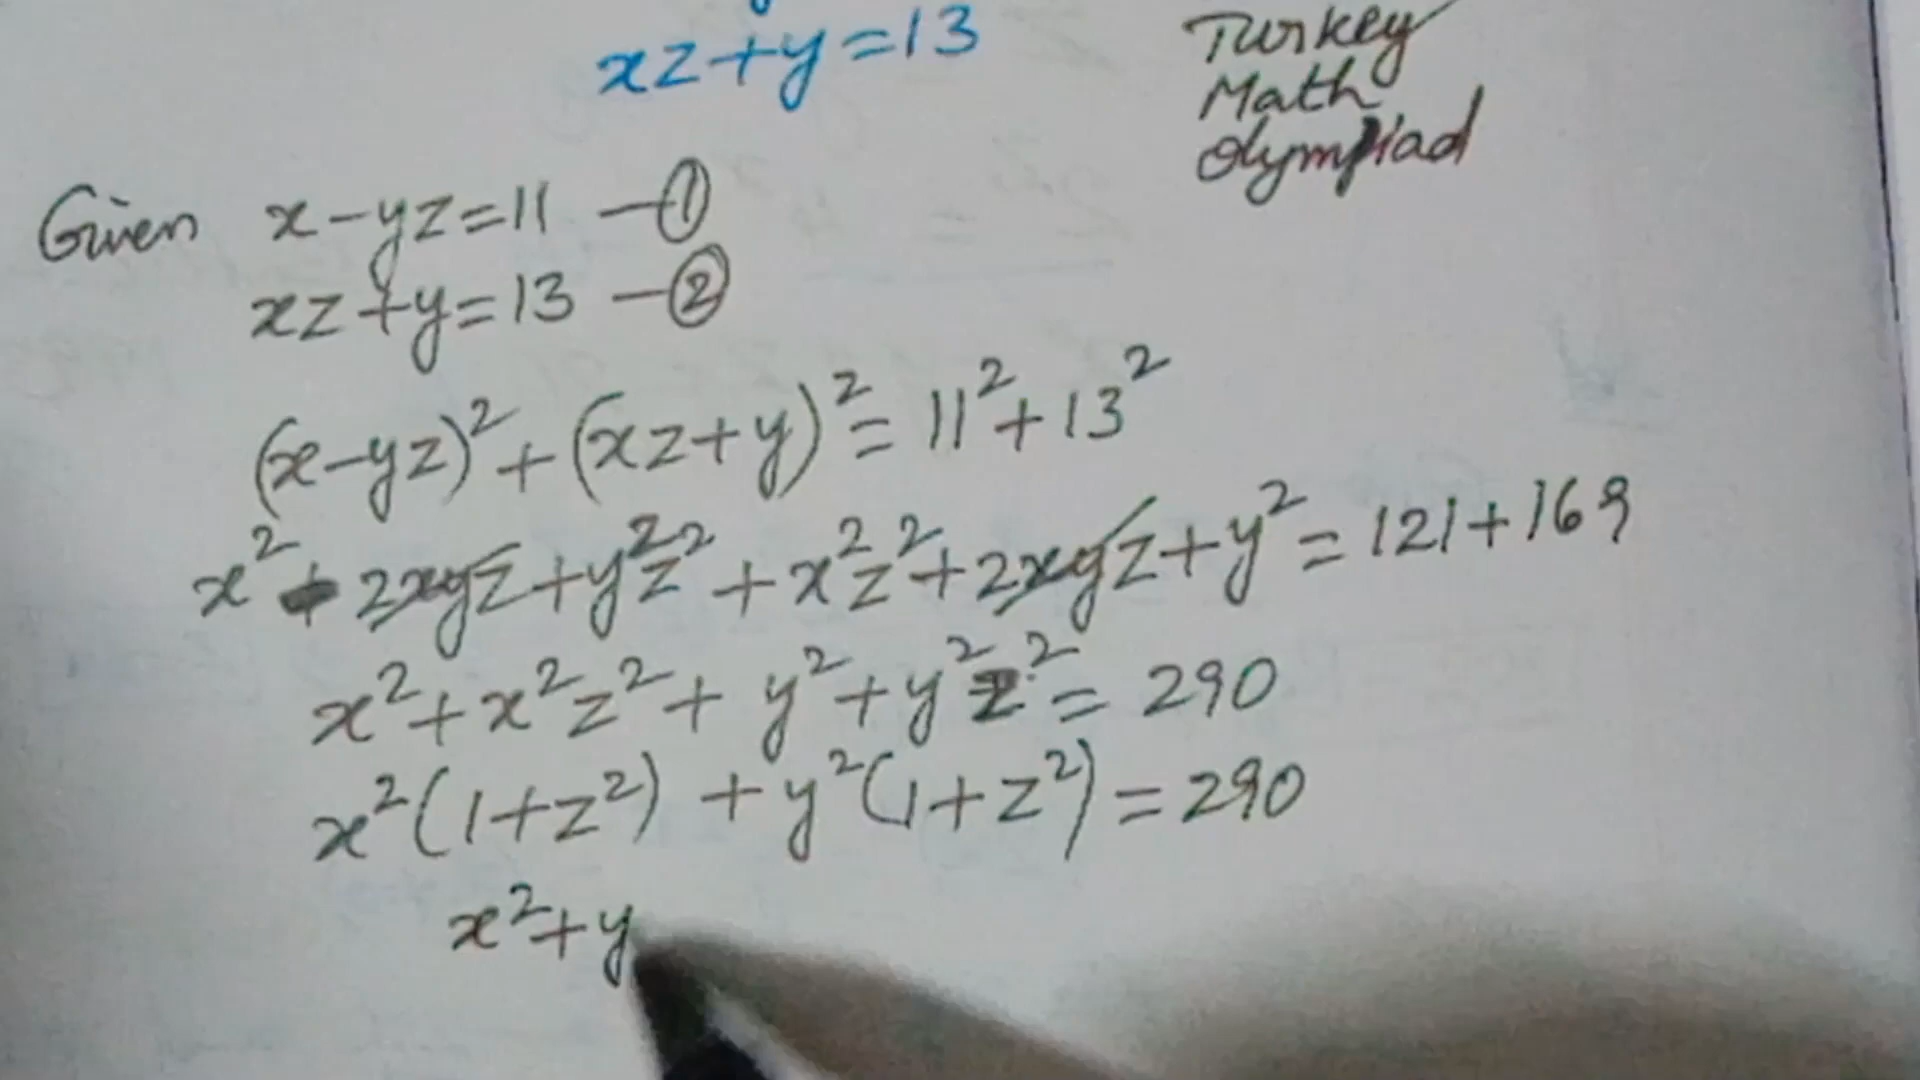 xz+y=13
Turkey
Math
Olympiad
Given x-yz=11 —①
xz+y=13 —②
(x-yz)²+(xz+y)²=11²+13²
x²-2xyz+y²z²+x²z²+2xyz+y²=121+169
x²+x²z²+y²+y²z²=290
x²(1+z²)+y²(1+z²)=290
x²+y